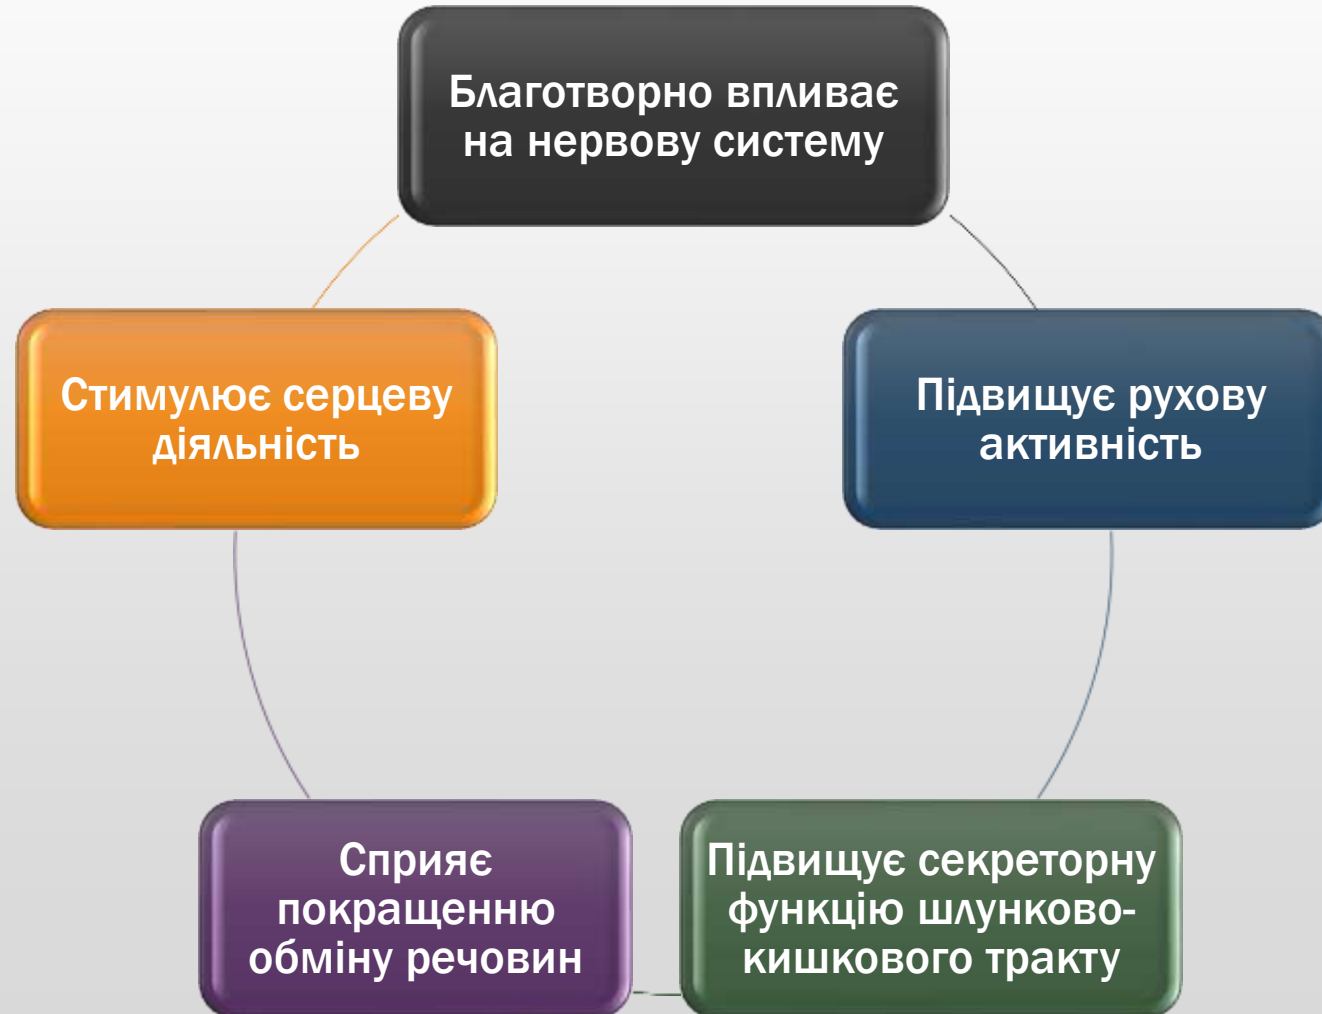 Благотворно впливає
на нервову систему
Стимулює серцеву
діяльність
Підвищує рухову
активність
Сприяє
покращенню
обміну речовин
Підвищує секреторну
функцію шлунково-
кишкового тракту